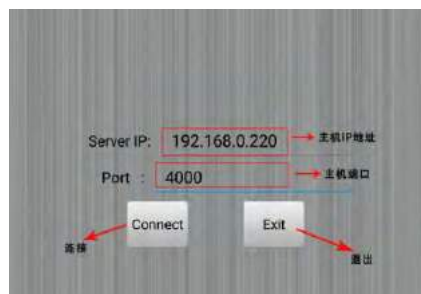 Server IP: 192.168.0.220 主机IP地址
Port : 4000 主机端口
Connect Exit
连接 退出